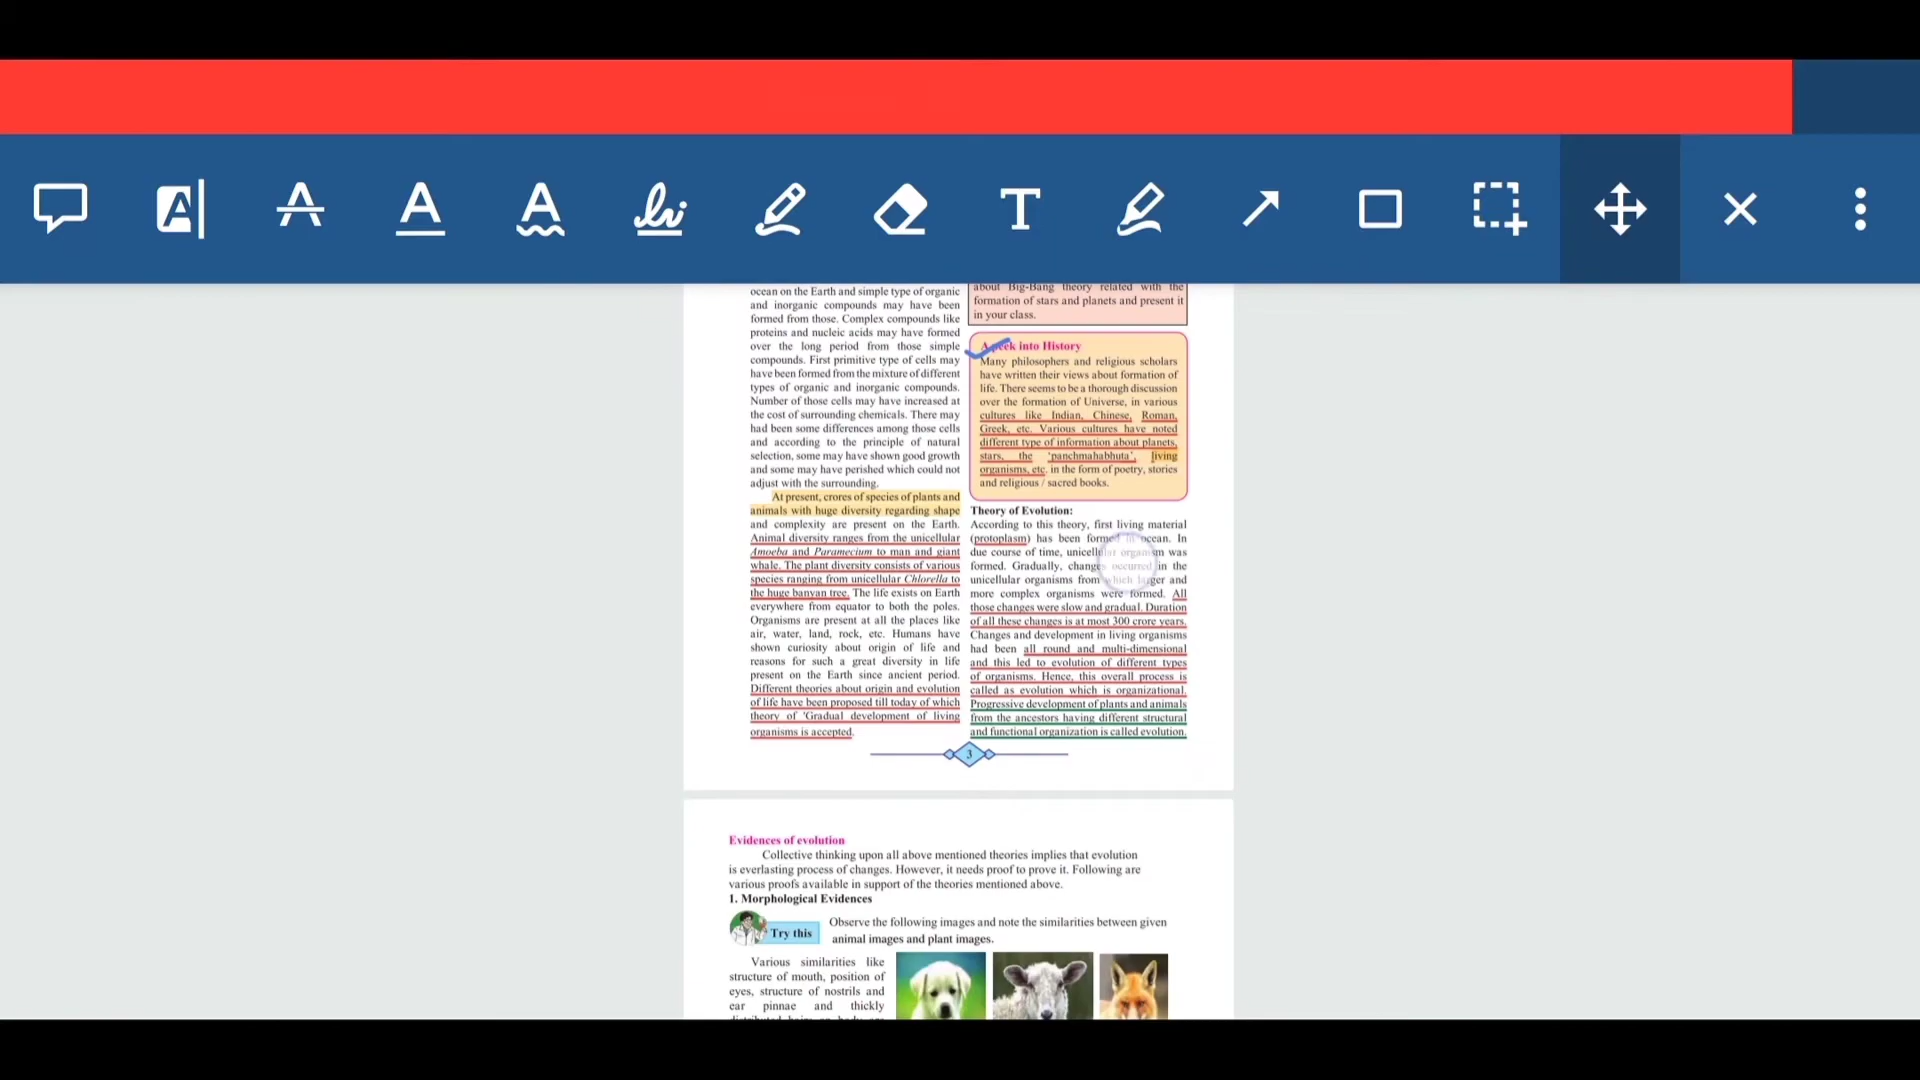 ocean on the Earth and simple type of organic
and inorganic compounds may have been
formed from those. Complex compounds like
proteins and nucleic acids may have formed
over the long period from those simple
compounds. First primitive type of cells may
have been formed from the mixture of different
types of organic and inorganic compounds.
Number of those cells may have increased at
the cost of surrounding chemicals. There may
had been some differences among those cells
and according to the principle of natural
selection, some may have shown good growth
and some may have perished which could not
adjust with the surrounding.
At present, crores of species of plants and
animals with huge diversity regarding shape
and complexity are present on the Earth.
Animal diversity ranges from the unicellular
Amoeba and Paramecium to man and giant
whale. The plant diversity consists of various
species ranging from unicellular Chlorella to
the huge banyan tree. The life exists on Earth
everywhere from equator to both the poles.
Organisms are present at all the places like
air, water, land, rock, etc. Humans have
shown curiosity about origin of life and
reasons for such a great diversity in life
present on the Earth since ancient period.
Different theories about origin and evolution
of life have been proposed till today of which
theory of 'Gradual development of living
organisms is accepted.
about Big-Bang theory related with the
formation of stars and planets and present it
in your class.
A peek into History
Many philosophers and religious scholars
have written their views about formation of
life. There seems to be a thorough discussion
over the formation of Universe, in various
cultures like Indian, Chinese, Roman,
Greek, etc. Various cultures have noted
different type of information about planets,
stars, the 'panchmahabhuta', living
organisms, etc. in the form of poetry, stories
and religious / sacred books.
Theory of Evolution:
According to this theory, first living material
(protoplasm) has been formed in ocean. In
due course of time, unicellular organism was
formed. Gradually, changes occurred in the
unicellular organisms from which larger and
more complex organisms were formed. All
those changes were slow and gradual. Duration
of all these changes is at most 300 crore years.
Changes and development in living organisms
had been all round and multi-dimensional
and this led to evolution of different types
of organisms. Hence, this overall process is
called as evolution which is organizational.
Progressive development of plants and animals
from the ancestors having different structural
and functional organization is called evolution.
3
Evidences of evolution
Collective thinking upon all above mentioned theories implies that evolution
is everlasting process of changes. However, it needs proof to prove it. Following are
various proofs available in support of the theories mentioned above.
1. Morphological Evidences
Try this
Observe the following images and note the similarities between given
animal images and plant images.
Various similarities like
structure of mouth, position of
eyes, structure of nostrils and
ear pinnae and thickly